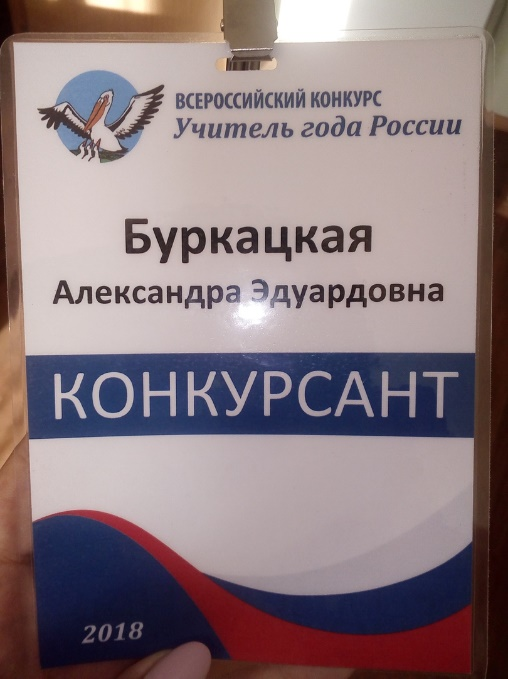 ВСЕРОССИЙСКИЙ КОНКУРС
Учитель года России
Буркацкая
Александра Эдуардовна
КОНКУРСАНТ
2018